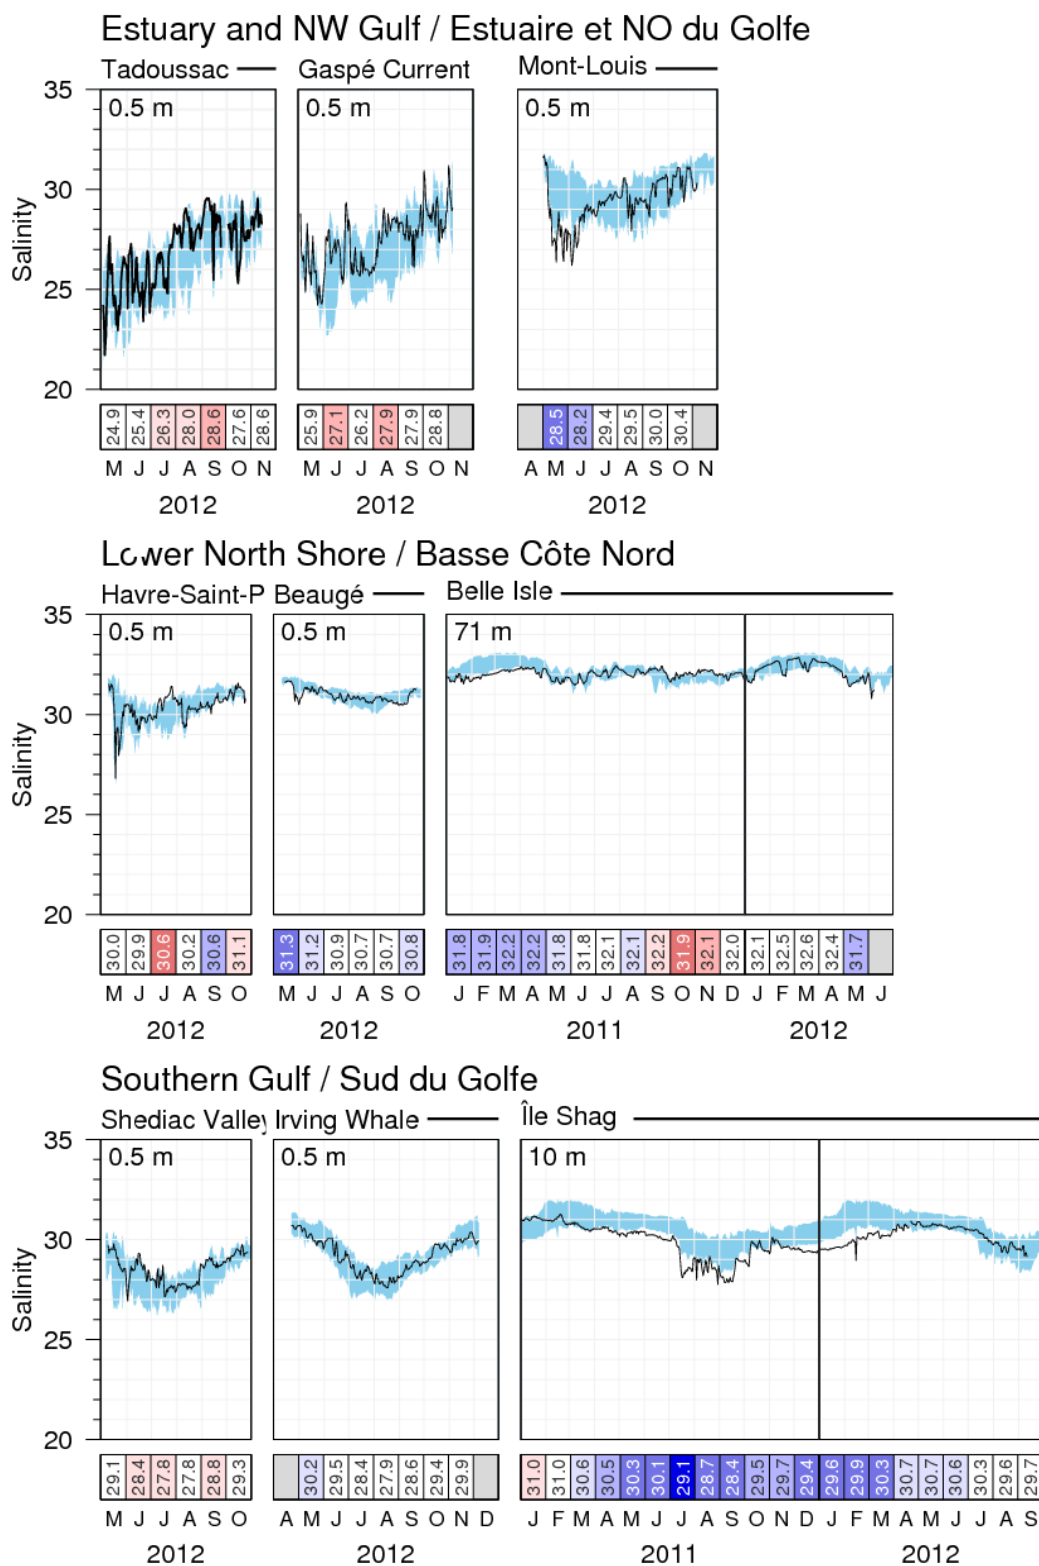 Estuary and NW Gulf / Estuaire et NO du Golfe
Tadoussac Gaspé Current Mont-Louis
0.5 m 0.5 m 0.5 m
Salinity
35
30
25
20
24.9 25.4 26.3 28.0 28.6 27.6 28.6
25.9 27.1 26.2 27.9 27.9 28.8
28.5 28.2 29.4 29.5 30.0 30.4
M J J A S O N M J J A S O N A M J J A S O N
2012 2012 2012
Lower North Shore / Basse Côte Nord
Havre-Saint-P Beaugé Belle Isle
0.5 m 0.5 m 71 m
Salinity
35
30
25
20
30.0 29.9 30.6 30.2 30.6 31.1
31.3 31.2 30.9 30.7 30.7 30.8
31.8 31.9 32.2 32.2 31.8 31.8 32.1 32.1 32.2 31.9 32.1 32.0 32.1 32.5 32.6 32.4 31.7
M J J A S O M J J A S O J F M A M J J A S O N D J F M A M J
2012 2012 2011 2012
Southern Gulf / Sud du Golfe
Shediac Valley Irving Whale Île Shag
0.5 m 0.5 m 10 m
Salinity
35
30
25
20
29.1 28.4 27.8 27.8 28.8 29.3
30.2 29.5 28.4 27.9 28.6 29.4 29.9
31.0 31.0 30.6 30.5 30.3 30.1 29.1 28.7 28.4 29.5 29.7 29.4 29.6 29.9 30.3 30.7 30.7 30.6 30.3 29.6 29.7
M J J A S O A M J J A S O N D J F M A M J J A S O N D J F M A M J J A S
2012 2012 2011 2012